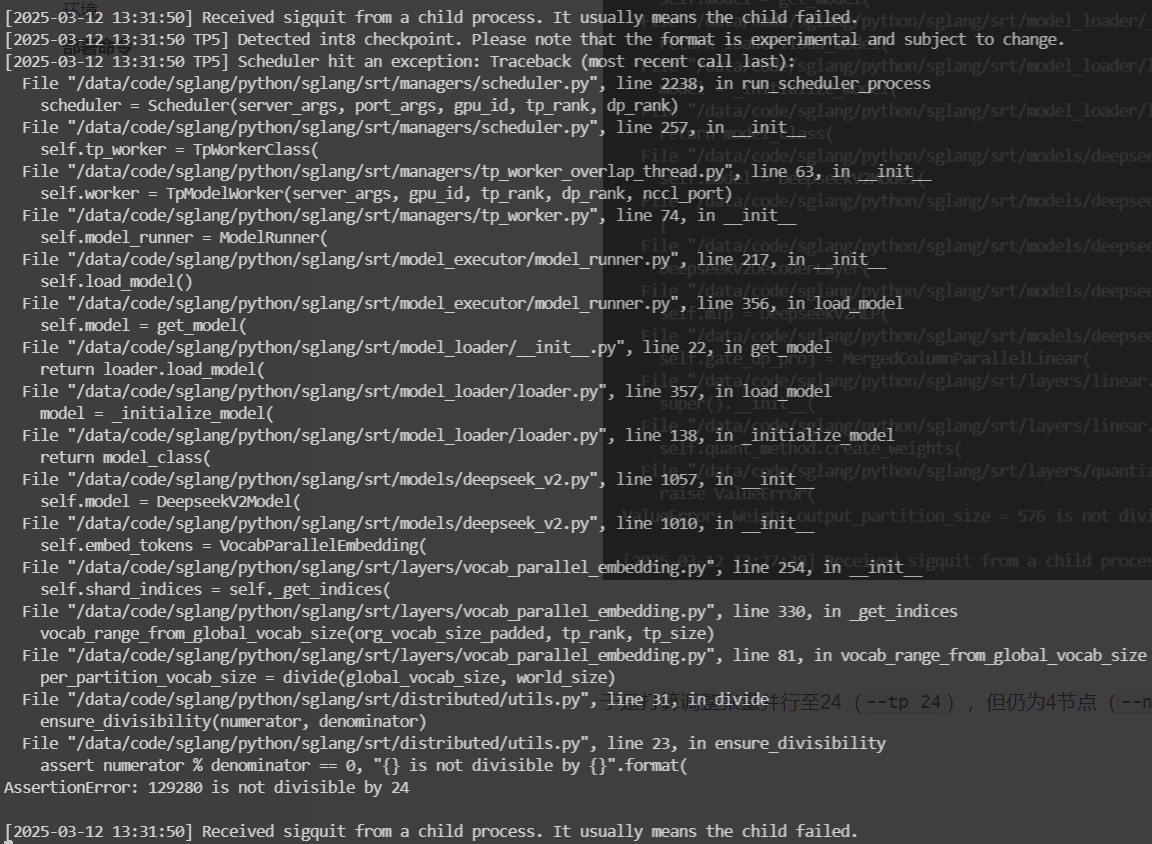 环境
[2025-03-12 13:31:50] Received sigquit from a child process. It usually means the child failed.
[2025-03-12 13:31:50 TP5] Detected int8 checkpoint. Please note that the format is experimental and subject to change.
部署命令
[2025-03-12 13:31:50 TP5] Scheduler hit an exception: Traceback (most recent call last):
  File "/data/code/sglang/python/sglang/srt/managers/scheduler.py", line 2238, in run_scheduler_process
    scheduler = Scheduler(server_args, port_args, gpu_id, tp_rank, dp_rank)
  File "/data/code/sglang/python/sglang/srt/managers/scheduler.py", line 257, in __init__
    self.tp_worker = TpWorkerClass(
  File "/data/code/sglang/python/sglang/srt/managers/tp_worker_overlap_thread.py", line 63, in __init__
    self.worker = TpModelWorker(server_args, gpu_id, tp_rank, dp_rank, nccl_port)
  File "/data/code/sglang/python/sglang/srt/managers/tp_worker.py", line 74, in __init__
    self.model_runner = ModelRunner(
  File "/data/code/sglang/python/sglang/srt/model_executor/model_runner.py", line 217, in __init__
    self.load_model()
  File "/data/code/sglang/python/sglang/srt/model_executor/model_runner.py", line 356, in load_model
    self.model = get_model(
  File "/data/code/sglang/python/sglang/srt/model_loader/__init__.py", line 22, in get_model
    return loader.load_model(
  File "/data/code/sglang/python/sglang/srt/model_loader/loader.py", line 357, in load_model
    model = _initialize_model(
  File "/data/code/sglang/python/sglang/srt/model_loader/loader.py", line 138, in _initialize_model
    return model_class(
  File "/data/code/sglang/python/sglang/srt/models/deepseek_v2.py", line 1057, in __init__
    self.model = DeepseekV2Model(
  File "/data/code/sglang/python/sglang/srt/models/deepseek_v2.py", line 1010, in __init__
    self.embed_tokens = VocabParallelEmbedding(
  File "/data/code/sglang/python/sglang/srt/layers/vocab_parallel_embedding.py", line 254, in __init__
    self.shard_indices = self._get_indices(
  File "/data/code/sglang/python/sglang/srt/layers/vocab_parallel_embedding.py", line 330, in _get_indices
    vocab_range_from_global_vocab_size(org_vocab_size_padded, tp_rank, tp_size)
  File "/data/code/sglang/python/sglang/srt/layers/vocab_parallel_embedding.py", line 81, in vocab_range_from_global_vocab_size
    per_partition_vocab_size = divide(global_vocab_size, world_size)
  File "/data/code/sglang/python/sglang/srt/distributed/utils.py", line 31, in divide
并行至24（--tp 24），但仍为4节点（--n
    ensure_divisibility(numerator, denominator)
  File "/data/code/sglang/python/sglang/srt/distributed/utils.py", line 23, in ensure_divisibility
    assert numerator % denominator == 0, "{} is not divisible by {}".format(
AssertionError: 129280 is not divisible by 24
[2025-03-12 13:31:50] Received sigquit from a child process. It usually means the child failed.